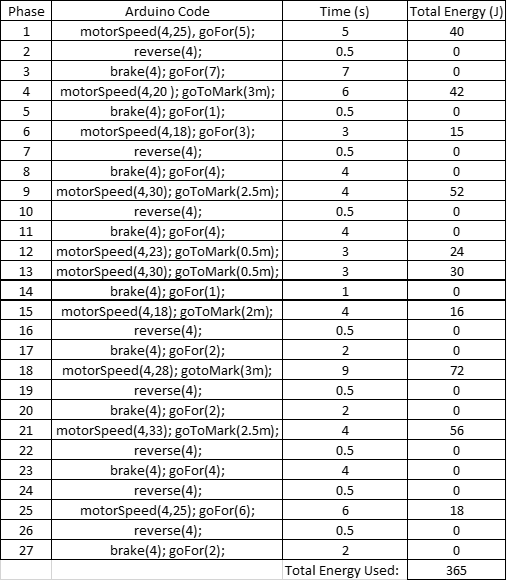 Phase Arduino Code Time (s) Total Energy (J)
1 motorSpeed(4,25), goFor(5); 5 40
2 reverse(4); 0.5 0
3 brake(4); goFor(7); 7 0
4 motorSpeed(4,20 ); goToMark(3m); 6 42
5 brake(4); goFor(1); 0.5 0
6 motorSpeed(4,18); goFor(3); 3 15
7 reverse(4); 0.5 0
8 brake(4); goFor(4); 4 0
9 motorSpeed(4,30); goToMark(2.5m); 4 52
10 reverse(4); 0.5 0
11 brake(4); goFor(4); 4 0
12 motorSpeed(4,23); goToMark(0.5m); 3 24
13 motorSpeed(4,30); goToMark(0.5m); 3 30
14 brake(4); goFor(1); 1 0
15 motorSpeed(4,18); goToMark(2m); 4 16
16 reverse(4); 0.5 0
17 brake(4); goFor(2); 2 0
18 motorSpeed(4,28); gotoMark(3m); 9 72
19 reverse(4); 0.5 0
20 brake(4); goFor(2); 2 0
21 motorSpeed(4,33); goToMark(2.5m); 4 56
22 reverse(4); 0.5 0
23 brake(4); goFor(4); 4 0
24 reverse(4); 0.5 0
25 motorSpeed(4,25); goFor(6); 6 18
26 reverse(4); 0.5 0
27 brake(4); goFor(2); 2 0
Total Energy Used: 365